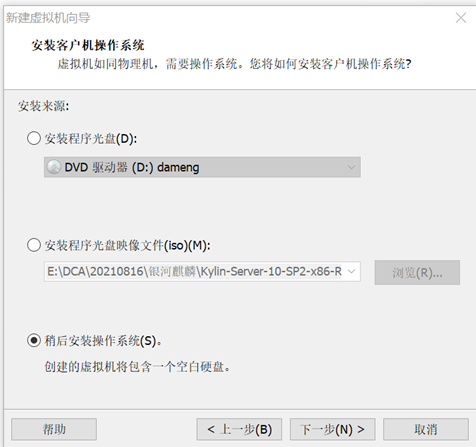 新建虚拟机向导
安装客户机操作系统
虚拟机如同物理机，需要操作系统。您将如何安装客户机操作系统?
安装来源:
安装程序光盘(D):
DVD 驱动器 (D:) dameng
安装程序光盘映像文件(iso)(M):
E:\DCA\20210816\银河麒麟\Kylin-Server-10-SP2-x86-R
浏览(R)...
稍后安装操作系统(S)。
创建的虚拟机将包含一个空白硬盘。
帮助
< 上一步(B)
下一步(N) >
取消